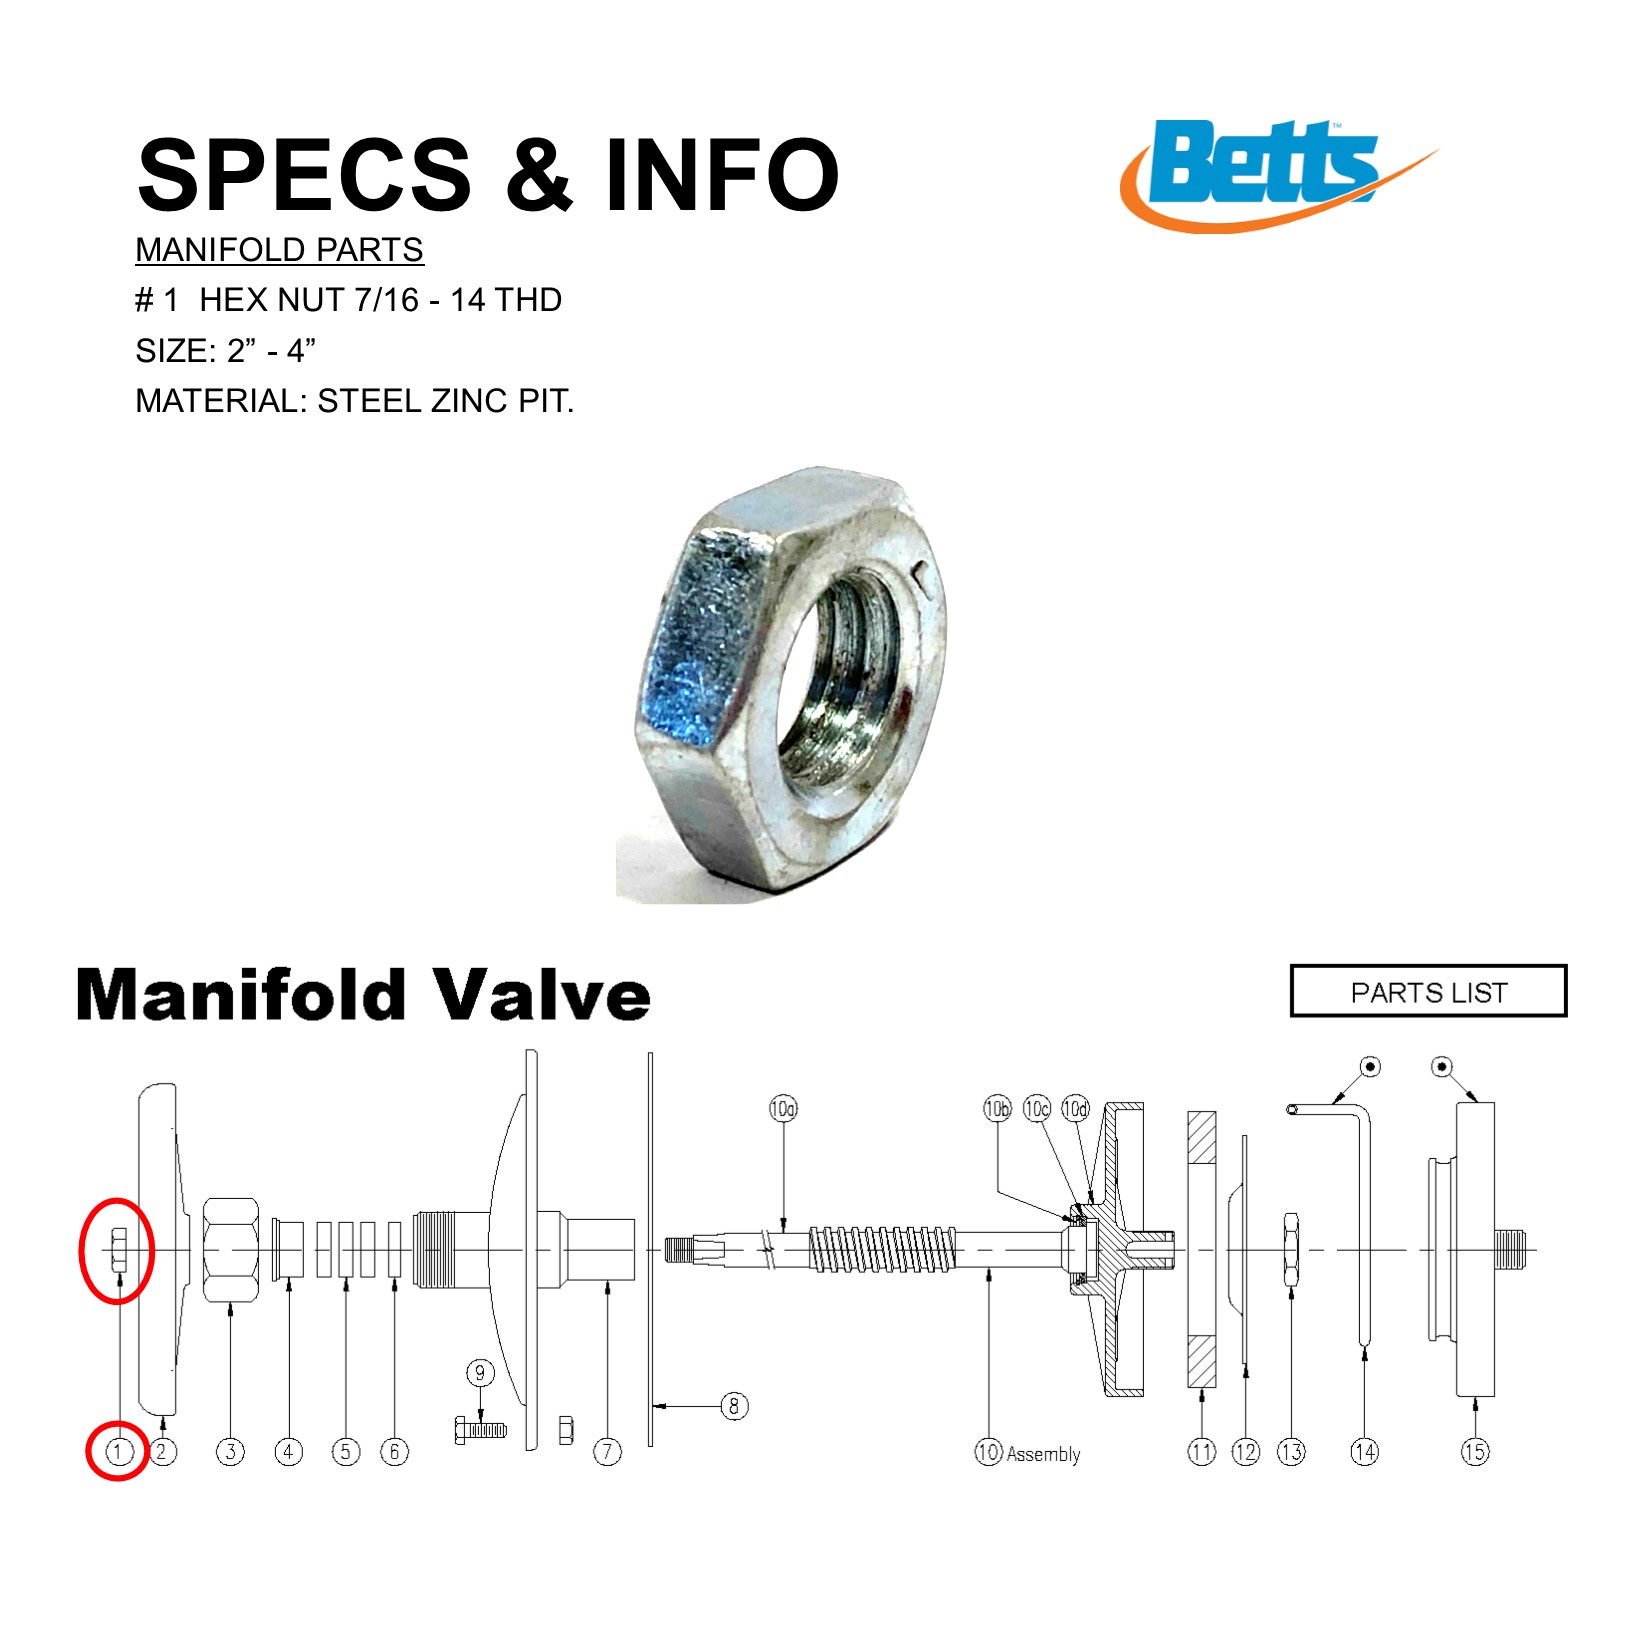 Betts™
SPECS & INFO
MANIFOLD PARTS
# 1  HEX NUT 7/16 - 14 THD
SIZE: 2” - 4”
MATERIAL: STEEL ZINC PIT.
Manifold Valve
PARTS LIST
10a
10b
10c
10d
9
8
1
2
3
4
5
6
7
10 Assembly
11
12
13
14
15